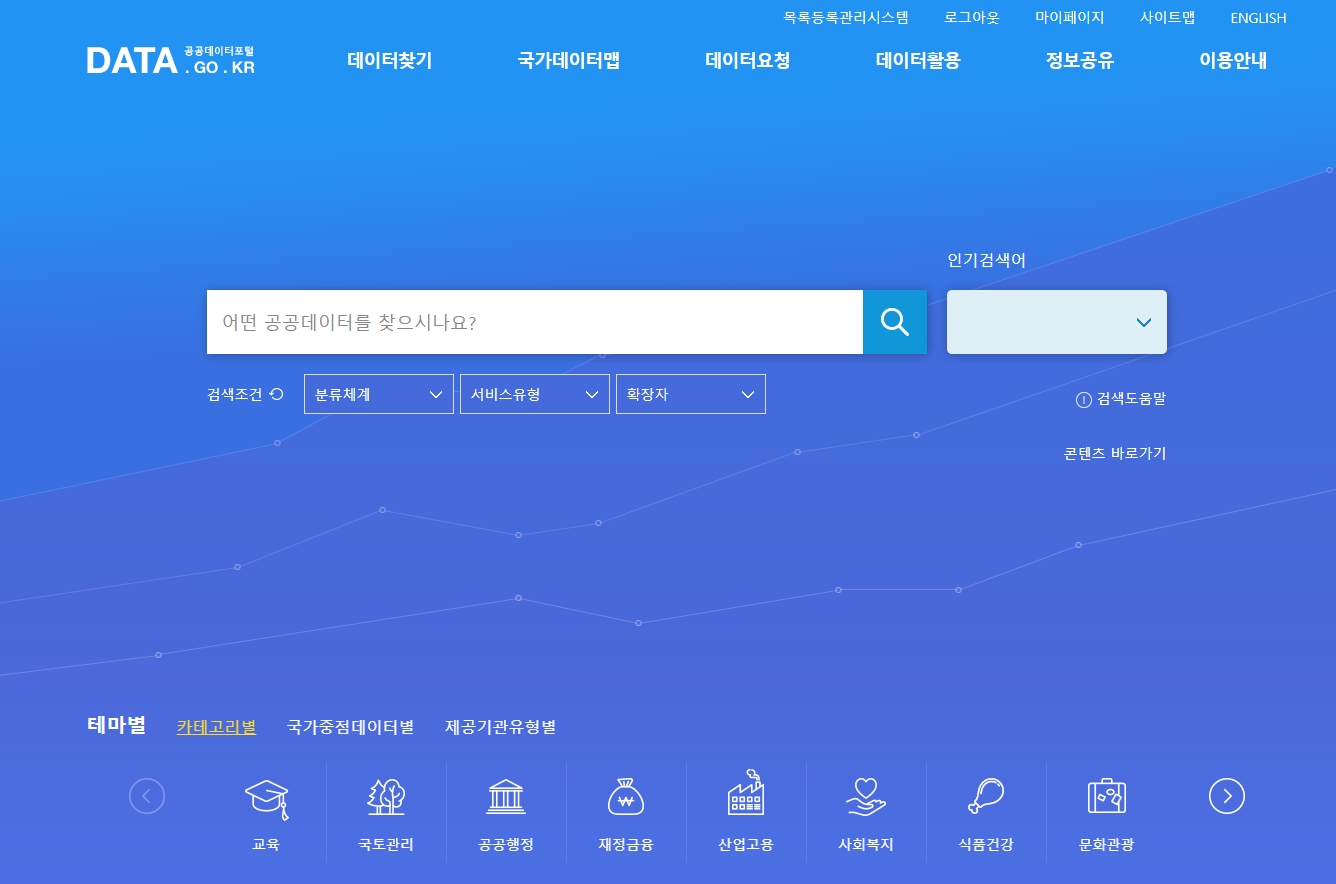 목록등록관리시스템 로그아웃 마이페이지 사이트맵 ENGLISH
DATA 공공데이터포털 . GO . KR
데이터찾기 국가데이터맵 데이터요청 데이터활용 정보공유 이용안내
인기검색어
어떤 공공데이터를 찾으시나요?
검색조건 분류체계 서비스유형 확장자
검색도움말
콘텐츠 바로가기
테마별 카테고리별 국가중점데이터별 제공기관유형별
교육 국토관리 공공행정 재정금융 산업고용 사회복지 식품건강 문화관광